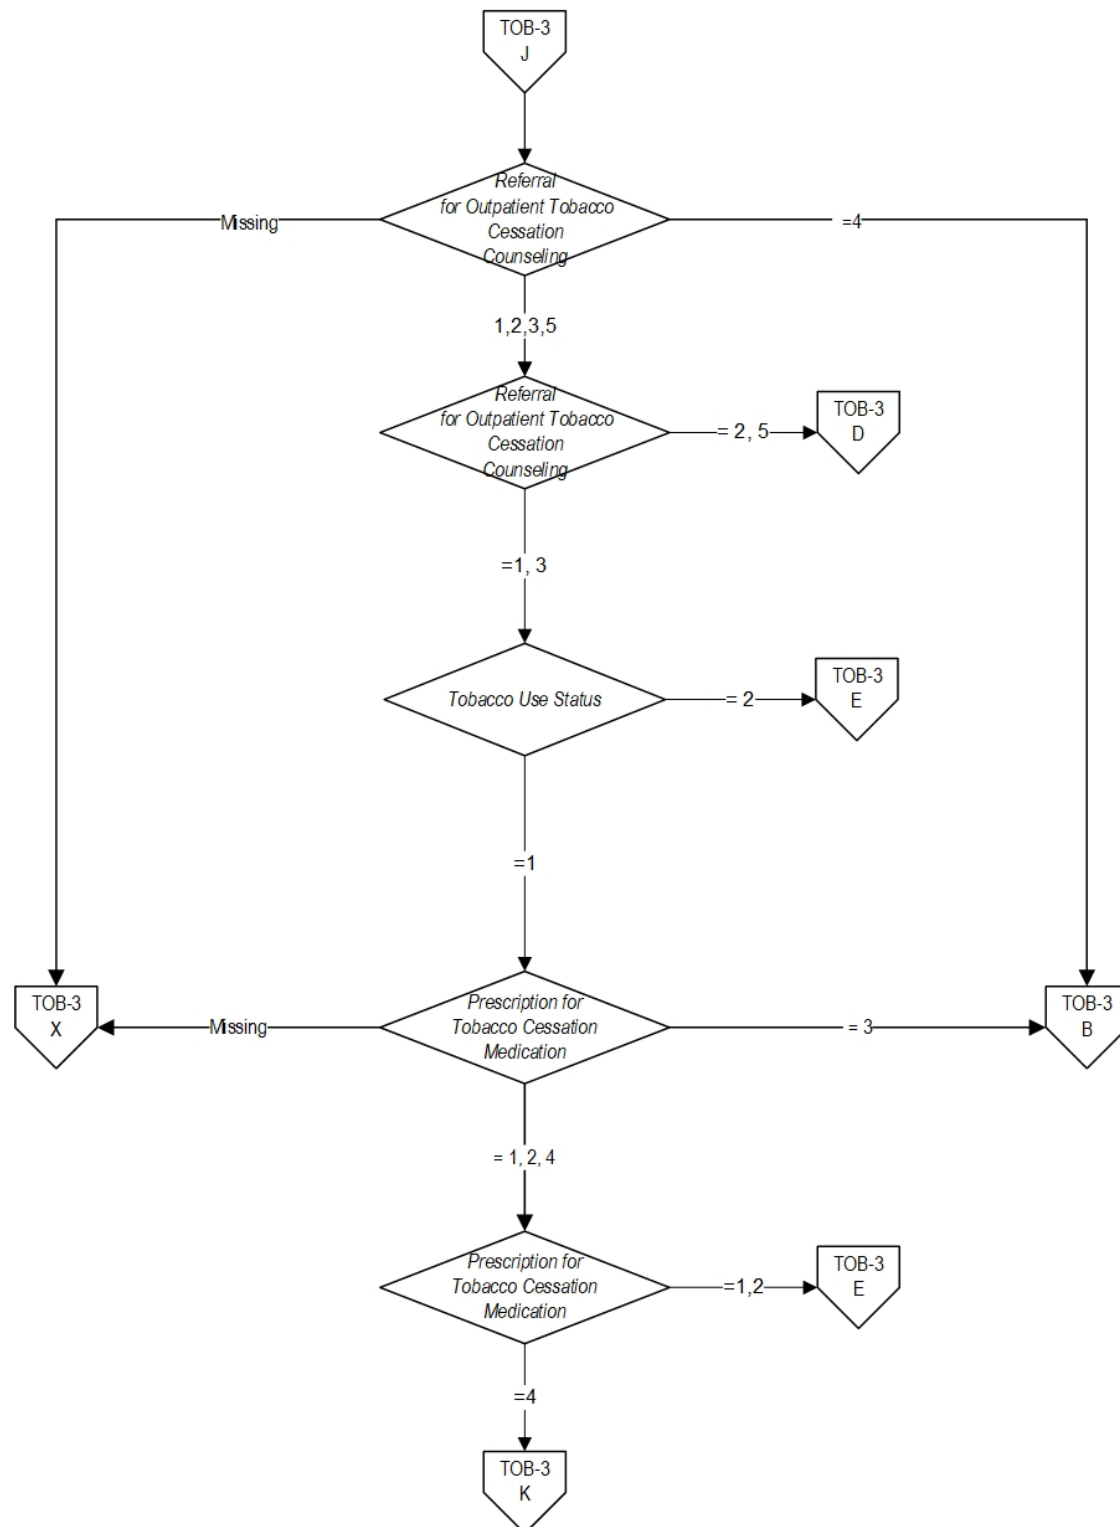 TOB-3
J
Referral
for Outpatient Tobacco
Cessation
Counseling
Missing
=4
1,2,3,5
Referral
for Outpatient Tobacco
Cessation
Counseling
= 2, 5
TOB-3
D
=1, 3
Tobacco Use Status
= 2
TOB-3
E
=1
TOB-3
X
Missing
Prescription for
Tobacco Cessation
Medication
= 3
TOB-3
B
= 1, 2, 4
Prescription for
Tobacco Cessation
Medication
=1,2
TOB-3
E
=4
TOB-3
K